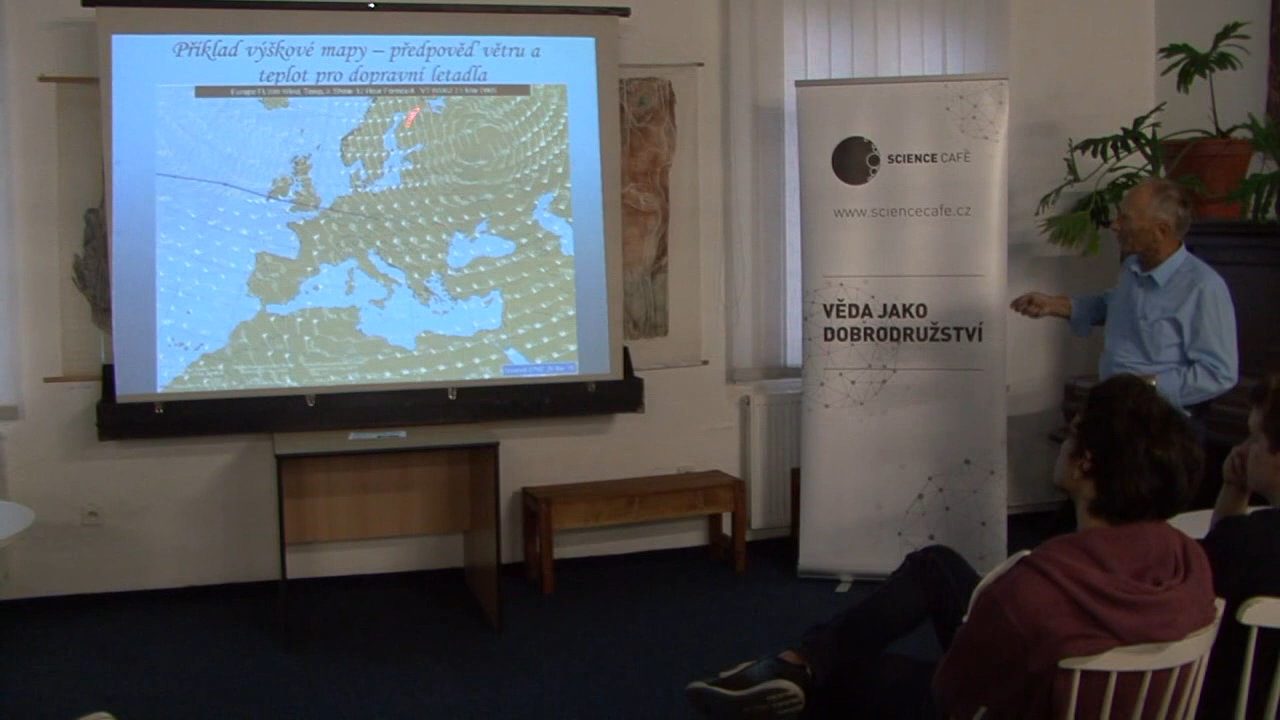 Příklad výškové mapy – předpověď větru a
teplot pro dopravní letadla
SCIENCE CAFÉ
www.sciencecafe.cz
VĚDA JAKO
DOBRODRUŽSTVÍ